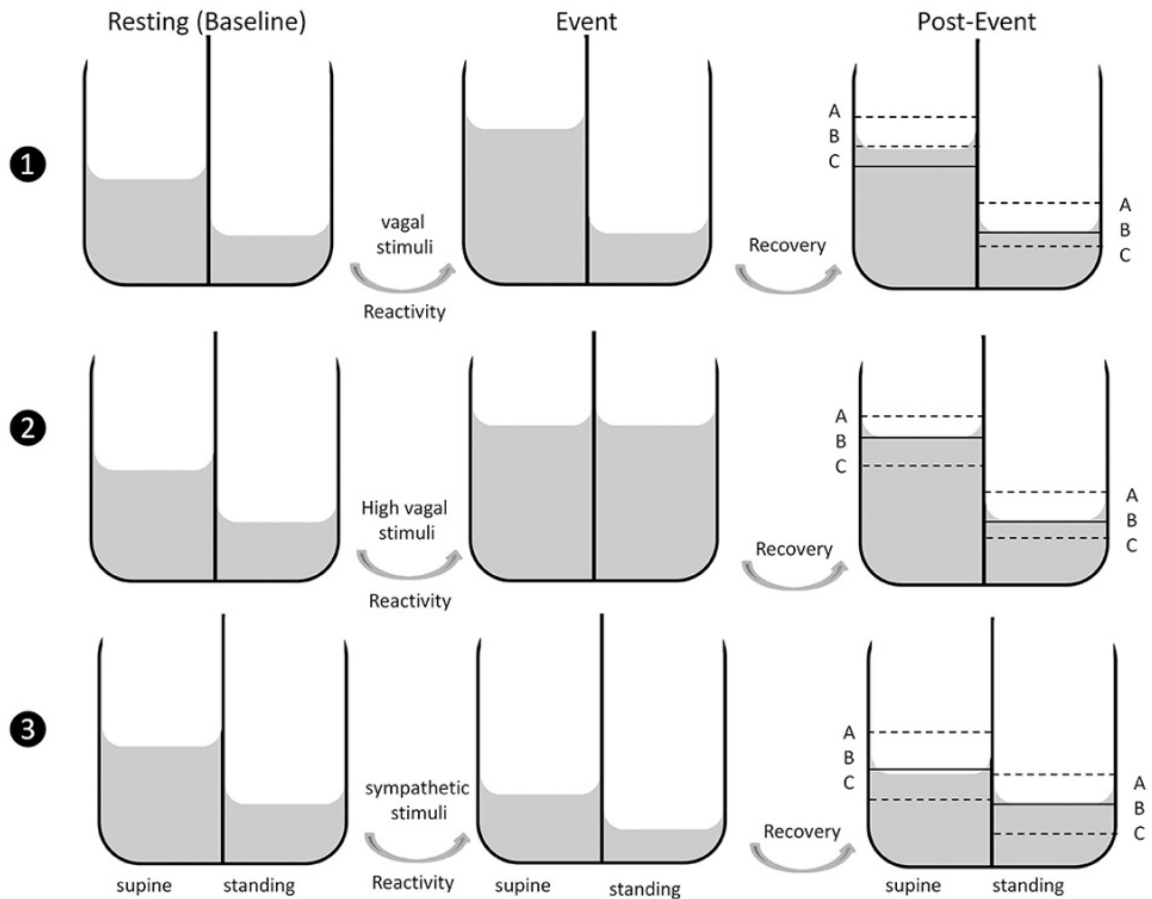 Resting (Baseline)
Event
Post-Event
1
vagal
stimuli
Reactivity
Recovery
A
B
C
A
B
C
2
High vagal
stimuli
Reactivity
Recovery
A
B
C
A
B
C
3
sympathetic
stimuli
Reactivity
Recovery
A
B
C
A
B
C
supine
standing
supine
standing
supine
standing